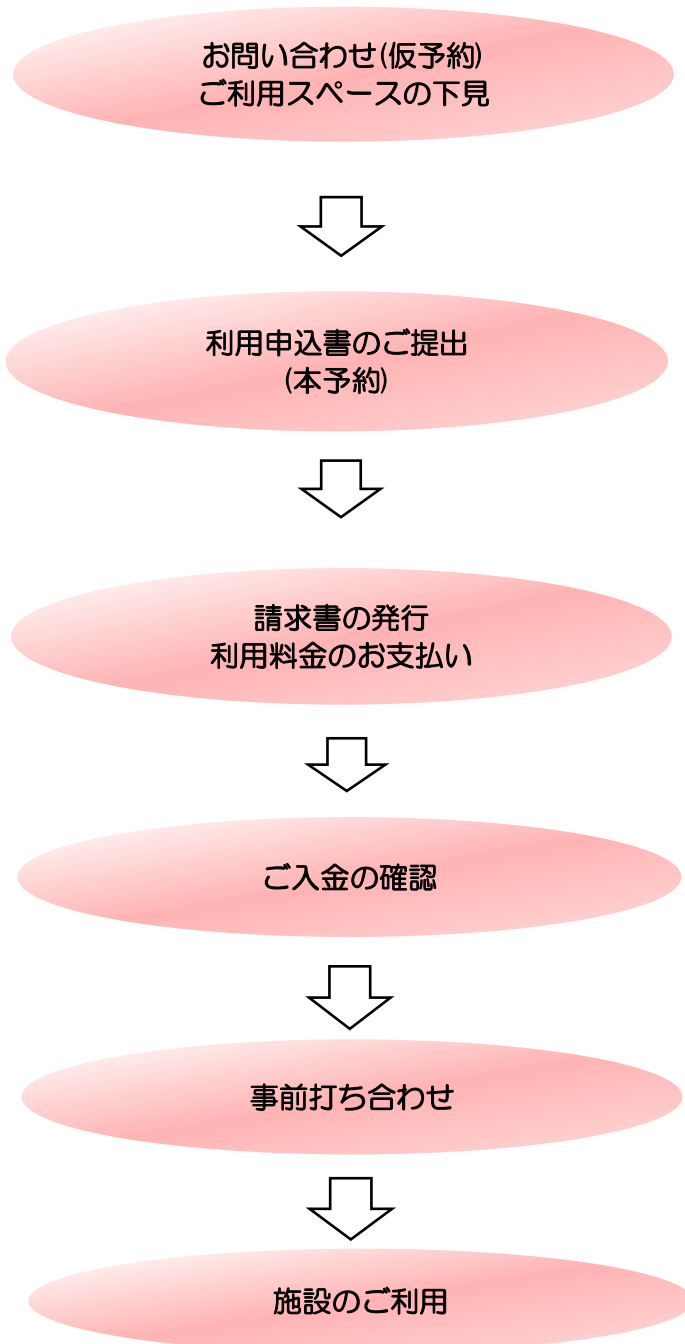 お問い合わせ(仮予約)
ご利用スペースの下見
利用申込書のご提出
(本予約)
請求書の発行
利用料金のお支払い
ご入金の確認
事前打ち合わせ
施設のご利用